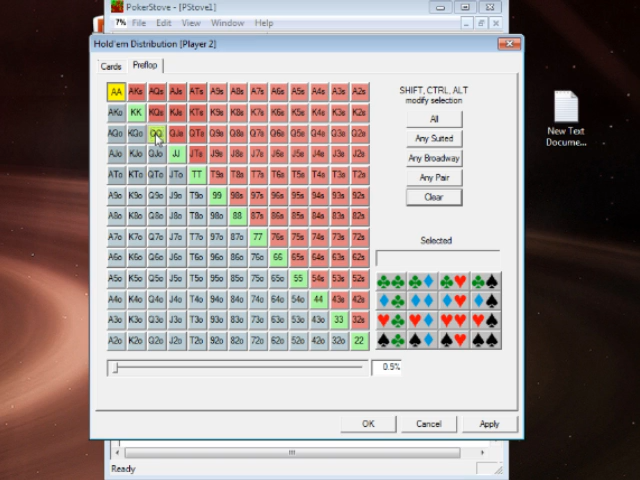 PokerStove - [PStove1]
7% File Edit View Window Help
Hold'em Distribution [Player 2]
Cards Preflop
AA AKs AQs AJs ATs A9s A8s A7s A6s A5s A4s A3s A2s
AKo KK KQs KJs KTs K9s K8s K7s K6s K5s K4s K3s K2s
AQo KQo QQ QJs QTs Q9s Q8s Q7s Q6s Q5s Q4s Q3s Q2s
AJo KJo QJo JJ JTs J9s J8s J7s J6s J5s J4s J3s J2s
ATo KTo QTo JTo TT T9s T8s T7s T6s T5s T4s T3s T2s
A9o K9o Q9o J9o T9o 99 98s 97s 96s 95s 94s 93s 92s
A8o K8o Q8o J8o T8o 98o 88 87s 86s 85s 84s 83s 82s
A7o K7o Q7o J7o T7o 97o 87o 77 76s 75s 74s 73s 72s
A6o K6o Q6o J6o T6o 96o 86o 76o 66 65s 64s 63s 62s
A5o K5o Q5o J5o T5o 95o 85o 75o 65o 55 54s 53s 52s
A4o K4o Q4o J4o T4o 94o 84o 74o 64o 54o 44 43s 42s
A3o K3o Q3o J3o T3o 93o 83o 73o 63o 53o 43o 33 32s
A2o K2o Q2o J2o T2o 92o 82o 72o 62o 52o 42o 32o 22
SHIFT, CTRL, ALT
modify selection
All
Any Suited
Any Broadway
Any Pair
Clear
Selected
0.5%
OK Cancel Apply
Ready
New Text
Docume...